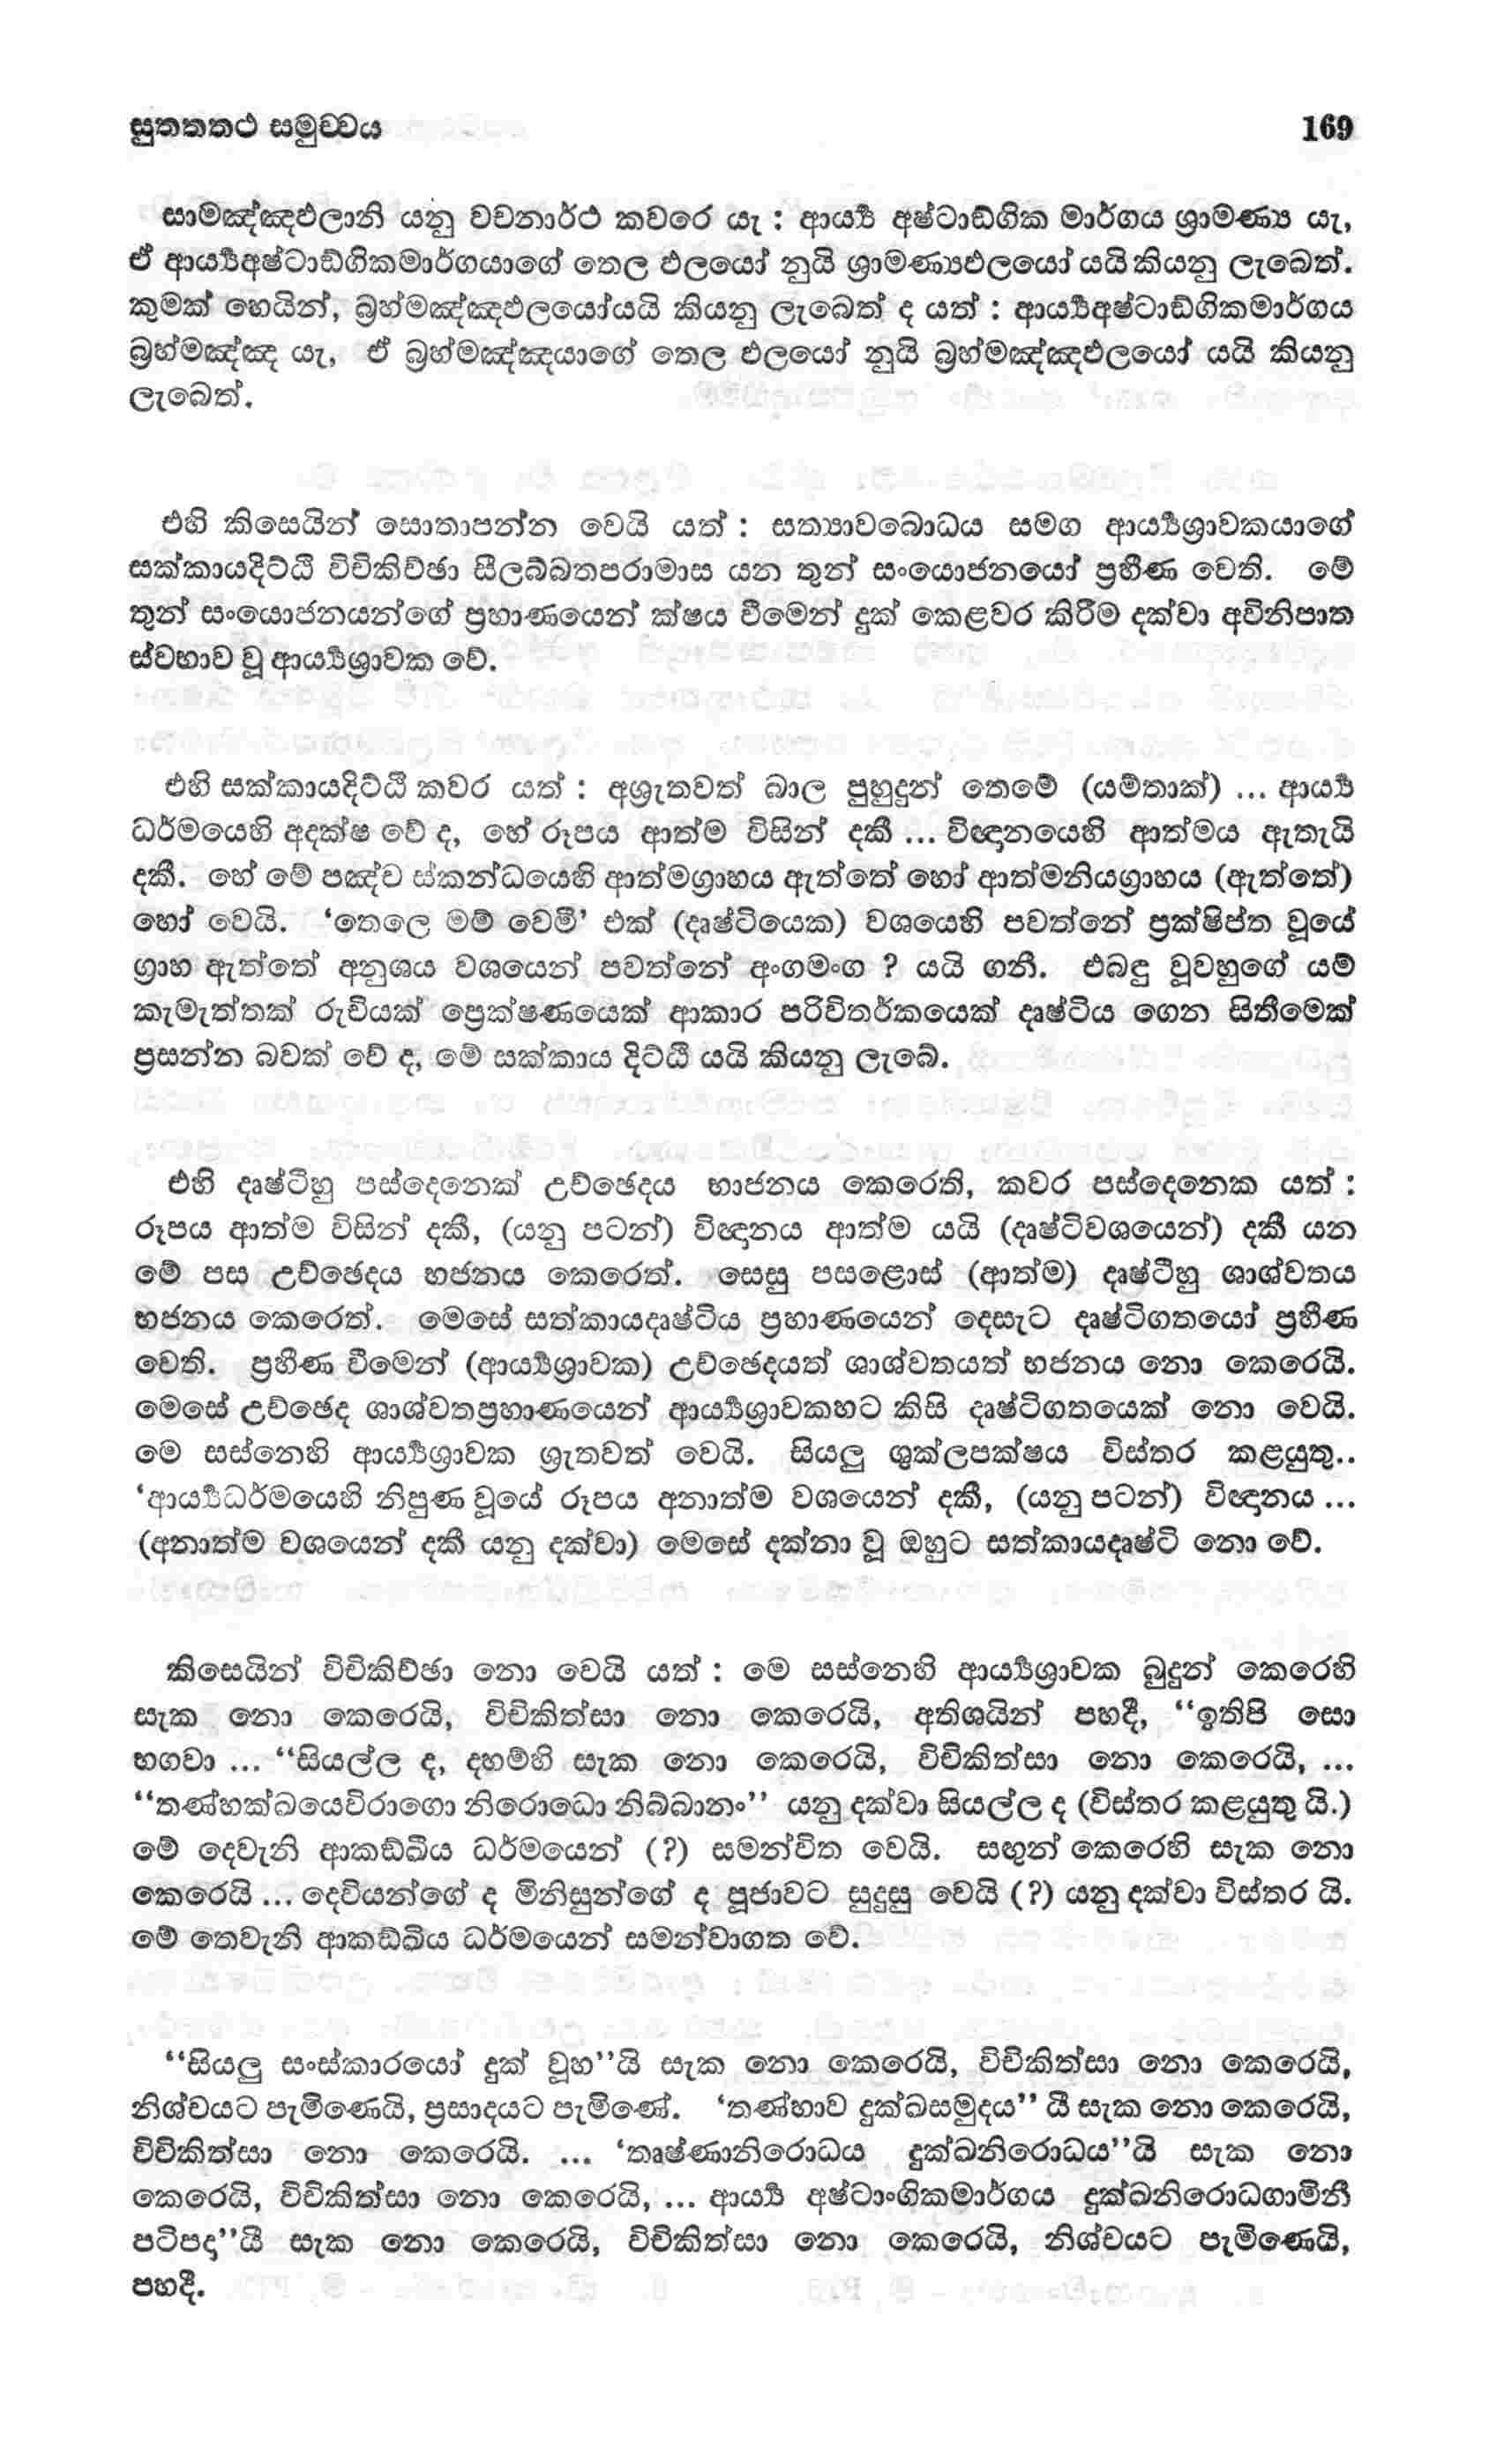 සුතතතථ සමුච්චය 169
සාමඤ්ඤඵලානි යනු වචනාර්ථ කවරෙ යැ : ආර්‍ය්‍ය අෂ්ටාඞ්ගික මාර්ගය ශ්‍රාමණ්‍ය යැ,
ඒ ආර්‍ය්‍යඅෂ්ටාඞ්ගිකමාර්ගයාගේ තෙල ඵලයෝ නුයි ශ්‍රාමණ්‍යඵලයෝ යයි කියනු ලැබෙත්.
කුමක් හෙයින්, බ්‍රහ්මඤ්ඤඵලයෝයයි කියනු ලැබෙත් ද යත් : ආර්‍ය්‍යඅෂ්ටාඞ්ගිකමාර්ගය
බ්‍රහ්මඤ්ඤ යැ, ඒ බ්‍රහ්මඤ්ඤයාගේ තෙල ඵලයෝ නුයි බ්‍රහ්මඤ්ඤඵලයෝ යයි කියනු
ලැබෙත්.
එහි කිසෙයින් සොතාපන්න වෙයි යත් : සත්‍යාවබොධය සමග ආර්‍ය්‍යශ්‍රාවකයාගේ
සක්කායදිට්ඨි විචිකිච්ඡා සීලබ්බතපරාමාස යන තුන් සංයොජනයෝ ප්‍රහීණ වෙති. මේ
තුන් සංයොජනයන්ගේ ප්‍රහාණයෙන් ක්ෂය වීමෙන් දුක් කෙළවර කිරීම දක්වා අවිනිපාත
ස්වභාව වූ ආර්‍ය්‍යශ්‍රාවක වේ.
එහි සක්කායදිට්ඨි කවර යත් : අශ්‍රැතවත් බාල පුහුදුන් තෙමේ (යම්තාක්) ... ආර්‍ය්‍ය
ධර්මයෙහි අදක්ෂ වේ ද, හේ රූපය ආත්ම විසින් දකී ... විඥානයෙහි ආත්මය ඇතැයි
දකී. හේ මේ පඤ්ච ස්කන්ධයෙහි ආත්මග්‍රාහය ඇත්තේ හෝ ආත්මනියග්‍රාහය (ඇත්තේ)
හෝ වෙයි. ‘තෙලෙ මම් වෙමි’ එක් (දෘෂ්ටියෙක) වශයෙහි පවත්නේ ප්‍රක්ෂිප්ත වූයේ
ග්‍රාහ ඇත්තේ අනුශය වශයෙන් පවත්නේ අංගමංග ? යයි ගනී. එබඳු වූවහුගේ යම්
කැමැත්තක් රුචියක් ප්‍රෙක්ෂණයෙක් ආකාර පරිවිතර්කයෙක් දෘෂ්ටිය ගෙන සිතීමෙක්
ප්‍රසන්න බවක් වේ ද, මේ සක්කාය දිට්ඨි යයි කියනු ලැබේ.
එහි දෘෂ්ටිහු පස්දෙනෙක් උච්ඡෙදය භාජනය කෙරෙති, කවර පස්දෙනෙක යත් :
රූපය ආත්ම විසින් දකී, (යනු පටන්) විඥානය ආත්ම යයි (දෘෂ්ටිවශයෙන්) දකී යන
මේ පස උච්ඡෙදය භජනය කෙරෙත්. සෙසු පසළොස් (ආත්ම) දෘෂ්ටිහු ශාශ්වතය
භජනය කෙරෙත්. මෙසේ සත්කායදෘෂ්ටිය ප්‍රහාණයෙන් දෙසැට දෘෂ්ටිගතයෝ ප්‍රහීණ
වෙති. ප්‍රහීණ වීමෙන් (ආර්‍ය්‍යශ්‍රාවක) උච්ඡෙදයත් ශාශ්වතයත් භජනය නො කෙරෙයි.
මෙසේ උච්ඡෙද ශාශ්වතප්‍රහාණයෙන් ආර්‍ය්‍යශ්‍රාවකහට කිසි දෘෂ්ටිගතයෙක් නො වෙයි.
මෙ සස්නෙහි ආර්‍ය්‍යශ්‍රාවක ශ්‍රැතවත් වෙයි. සියලු ශුක්ලපක්ෂය විස්තර කළයුතු..
‘ආර්‍ය්‍යධර්මයෙහි නිපුණ වූයේ රූපය අනාත්ම වශයෙන් දකී, (යනු පටන්) විඥානය ...
(අනාත්ම වශයෙන් දකී යනු දක්වා) මෙසේ දක්නා වූ ඔහුට සත්කායදෘෂ්ටි නො වේ.
කිසෙයින් විචිකිච්ඡා නො වෙයි යත් : මෙ සස්නෙහි ආර්‍ය්‍යශ්‍රාවක බුදුන් කෙරෙහි
සැක නො කෙරෙයි, විචිකිත්සා නො කෙරෙයි, අතිශයින් පහදී, “ඉතිපි සො
භගවා ... “සියල්ල ද, දහම්හි සැක නො කෙරෙයි, විචිකිත්සා නො කෙරෙයි, ...
“තණ්හක්ඛයෙවිරාගො නිරොධො නිබ්බානං” යනු දක්වා සියල්ල ද (විස්තර කළයුතු යි.)
මේ දෙවැනි ආකඞ්ඛිය ධර්මයෙන් (?) සමන්විත වෙයි. සඟුන් කෙරෙහි සැක නො
කෙරෙයි ... දෙවියන්ගේ ද මිනිසුන්ගේ ද පූජාවට සුදුසු වෙයි (?) යනු දක්වා විස්තර යි.
මේ තෙවැනි ආකඞ්ඛිය ධර්මයෙන් සමන්වාගත වේ.
“සියලු සංස්කාරයෝ දුක් වූහ”යි සැක නො කෙරෙයි, විචිකිත්සා නො කෙරෙයි,
නිශ්චයට පැමිණෙයි, ප්‍රසාදයට පැමිණේ. ‘තණ්හාව දුක්ඛසමුදය” යී සැක නො කෙරෙයි,
විචිකිත්සා නො කෙරෙයි. ... ‘තෘෂ්ණානිරොධය දුක්ඛනිරොධය”යි සැක නො
කෙරෙයි, විචිකිත්සා නො කෙරෙයි, ... ආර්‍ය්‍ය අෂ්ටාංගිකමාර්ගය දුක්ඛනිරොධගාමිනී
පටිපදා”යී සැක නො කෙරෙයි, විචිකිත්සා නො කෙරෙයි, නිශ්චයට පැමිණෙයි,
පහදී.